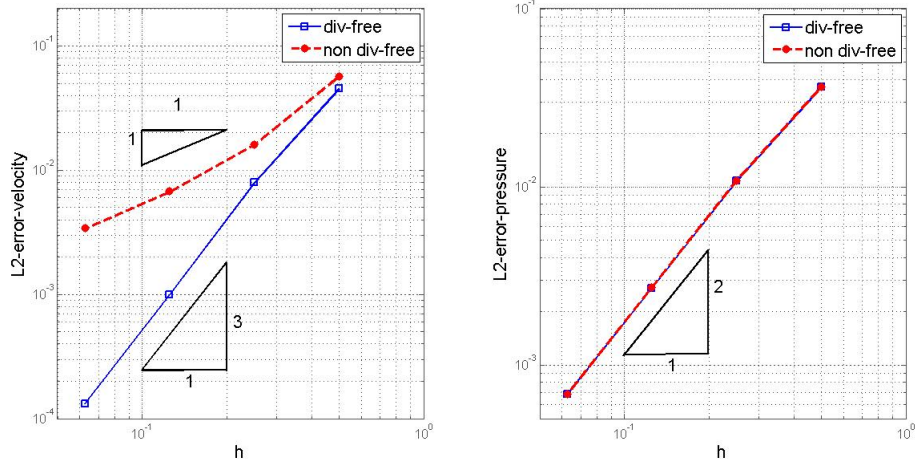 div-free
non div-free
10^-1
10^-2
10^-3
10^-4
L2-error-velocity
1
1
3
1
10^-1
10^0
h
div-free
non div-free
10^-1
10^-2
10^-3
L2-error-pressure
2
1
10^-1
10^0
h